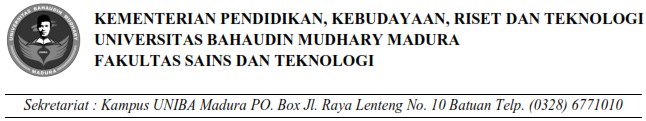 UNIVERSITAS BAHAUDIN MUDHARY
MADURA
KEMENTERIAN PENDIDIKAN, KEBUDAYAAN, RISET DAN TEKNOLOGI
UNIVERSITAS BAHAUDIN MUDHARY MADURA
FAKULTAS SAINS DAN TEKNOLOGI
Sekretariat : Kampus UNIBA Madura PO. Box Jl. Raya Lenteng No. 10 Batuan Telp. (0328) 6771010